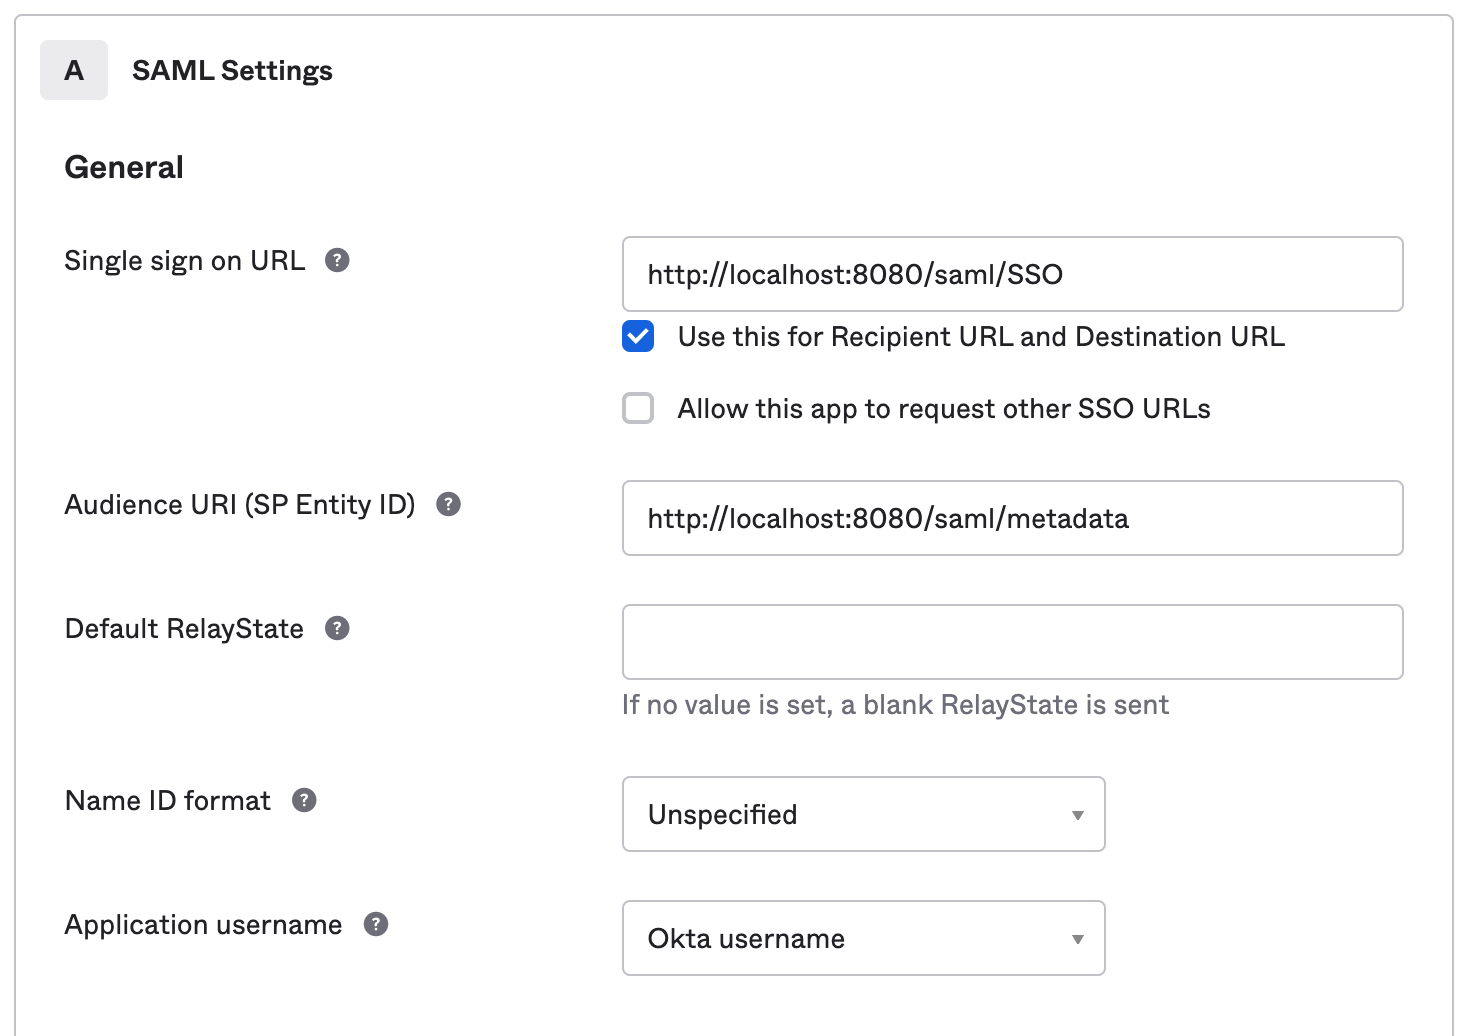 A SAML Settings
General
Single sign on URL ?
http://localhost:8080/saml/SSO
Use this for Recipient URL and Destination URL
Allow this app to request other SSO URLs
Audience URI (SP Entity ID) ?
http://localhost:8080/saml/metadata
Default RelayState ?
If no value is set, a blank RelayState is sent
Name ID format ?
Unspecified
Application username ?
Okta username